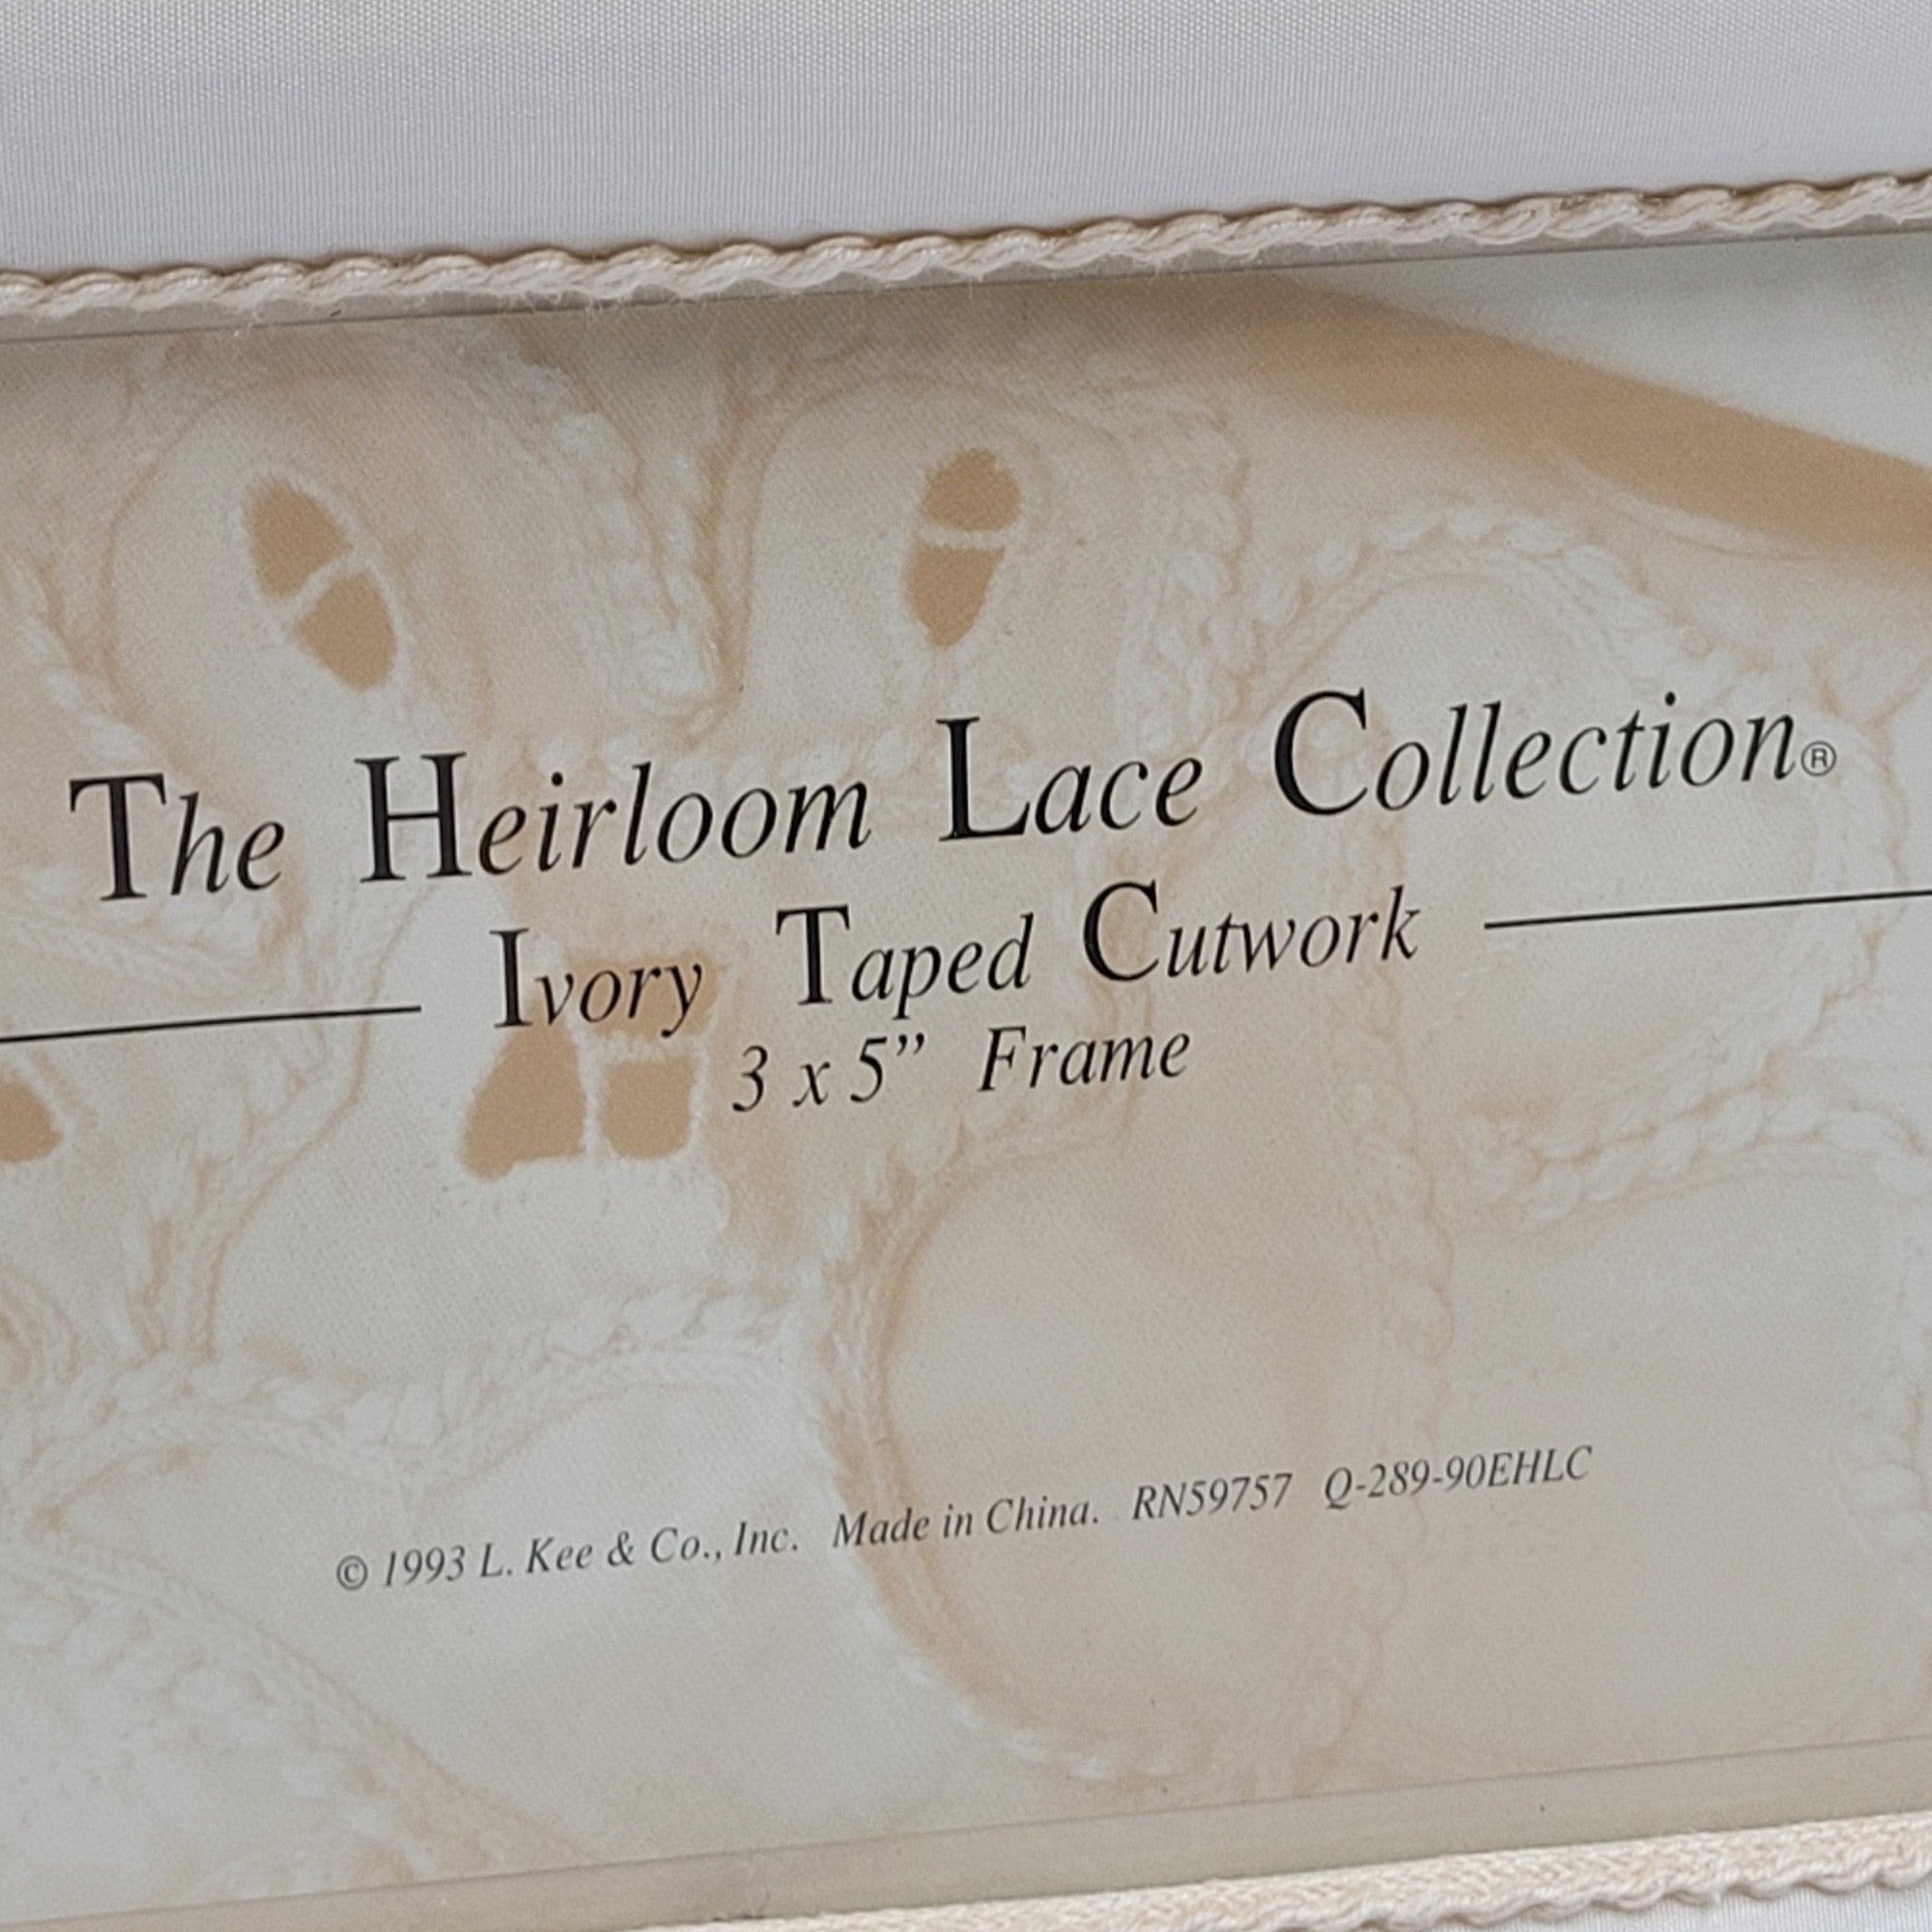 The Heirloom Lace Collection®
Ivory Taped Cutwork
3 x 5” Frame
© 1993 L. Kee & Co., Inc. Made in China. RN59757 Q-289-90EHLC